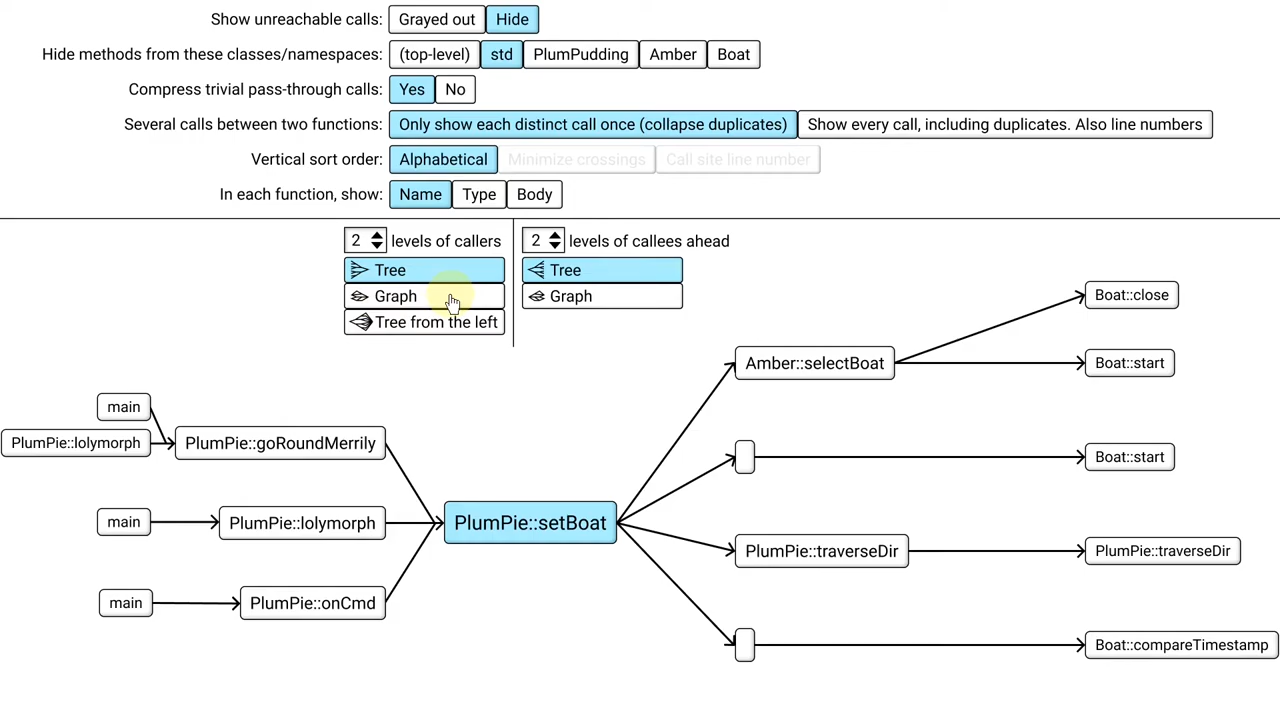 Show unreachable calls: Grayed out Hide
Hide methods from these classes/namespaces: (top-level) std PlumPudding Amber Boat
Compress trivial pass-through calls: Yes No
Several calls between two functions: Only show each distinct call once (collapse duplicates) Show every call, including duplicates. Also line numbers
Vertical sort order: Alphabetical Minimize crossings Call site line number
In each function, show: Name Type Body
2 levels of callers
Tree
Graph
Tree from the left
2 levels of callees ahead
Tree
Graph
main
PlumPie::lolymorph
PlumPie::goRoundMerrily
main
PlumPie::lolymorph
main
PlumPie::onCmd
PlumPie::setBoat
Amber::selectBoat
Boat::close
Boat::start
Boat::start
PlumPie::traverseDir
PlumPie::traverseDir
Boat::compareTimestamp